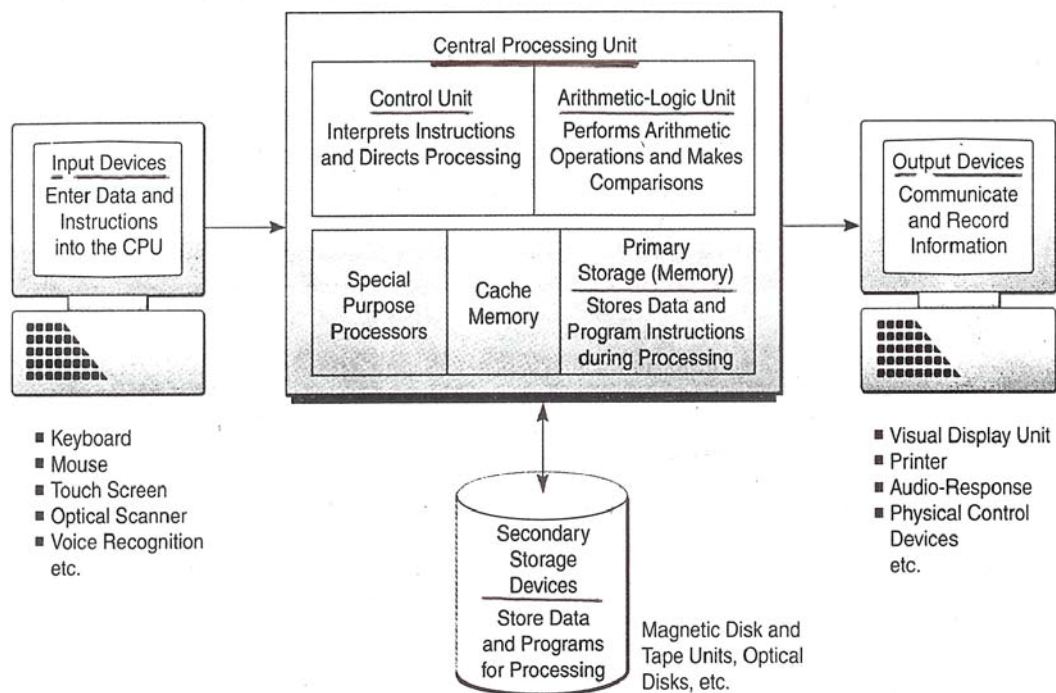 Central Processing Unit
Control Unit
Interprets Instructions
and Directs Processing
Arithmetic-Logic Unit
Performs Arithmetic
Operations and Makes
Comparisons
Input Devices
Enter Data and
Instructions
into the CPU
Output Devices
Communicate
and Record
Information
Special
Purpose
Processors
Cache
Memory
Primary
Storage (Memory)
Stores Data and
Program Instructions
during Processing
Keyboard
Mouse
Touch Screen
Optical Scanner
Voice Recognition
etc.
Visual Display Unit
Printer
Audio-Response
Physical Control
Devices
etc.
Secondary
Storage
Devices
Store Data
and Programs
for Processing
Magnetic Disk and
Tape Units, Optical
Disks, etc.